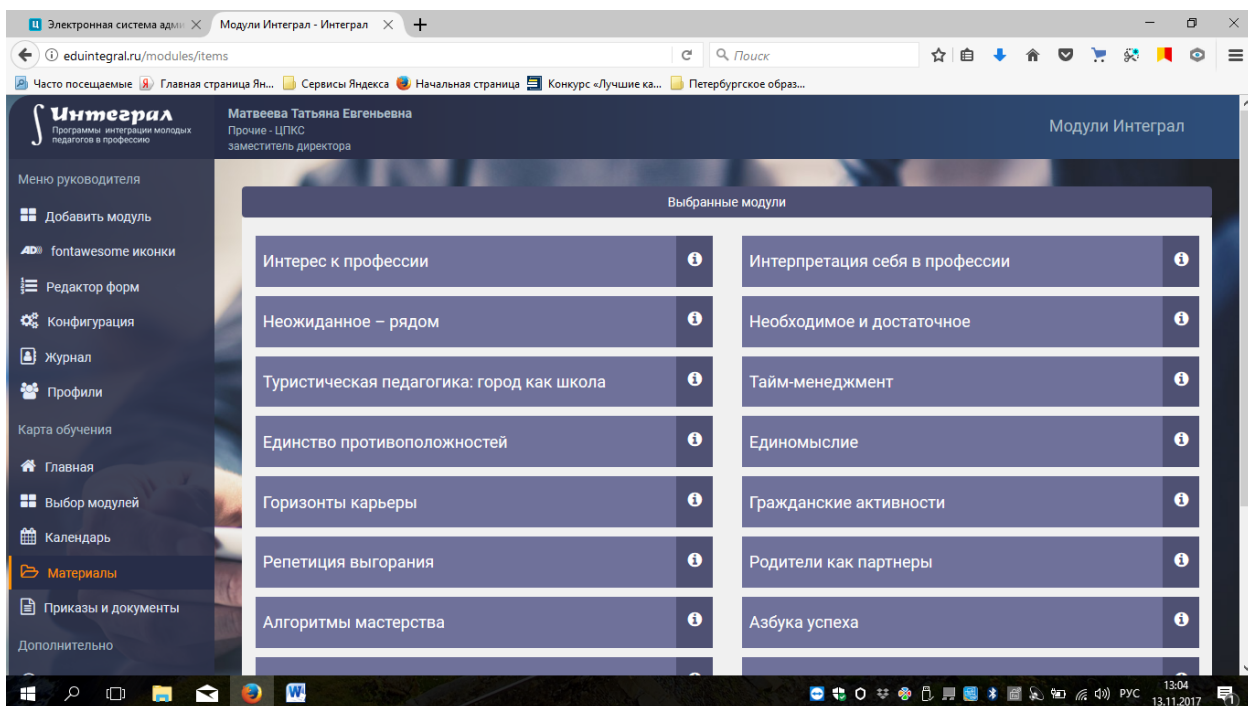 Электронная система адми
Модули Интеграл - Интеграл
eduintegral.ru/modules/items
Поиск
Часто посещаемые
Главная страница Ян...
Сервисы Яндекса
Начальная страница
Конкурс «Лучшие ка...
Петербургское образ...
Интеграл
Программы интеграции молодых
педагогов в профессию
Матвеева Татьяна Евгеньевна
Прочие - ЦПКС
заместитель директора
Модули Интеграл
Меню руководителя
Добавить модуль
fontawesome иконки
Редактор форм
Конфигурация
Журнал
Профили
Карта обучения
Главная
Выбор модулей
Календарь
Материалы
Приказы и документы
Дополнительно
Выбранные модули
Интерес к профессии
Интерпретация себя в профессии
Неожиданное – рядом
Необходимое и достаточное
Туристическая педагогика: город как школа
Тайм-менеджмент
Единство противоположностей
Единомыслие
Горизонты карьеры
Гражданские активности
Репетиция выгорания
Родители как партнеры
Алгоритмы мастерства
Азбука успеха
РУС
13:04
13.11.2017